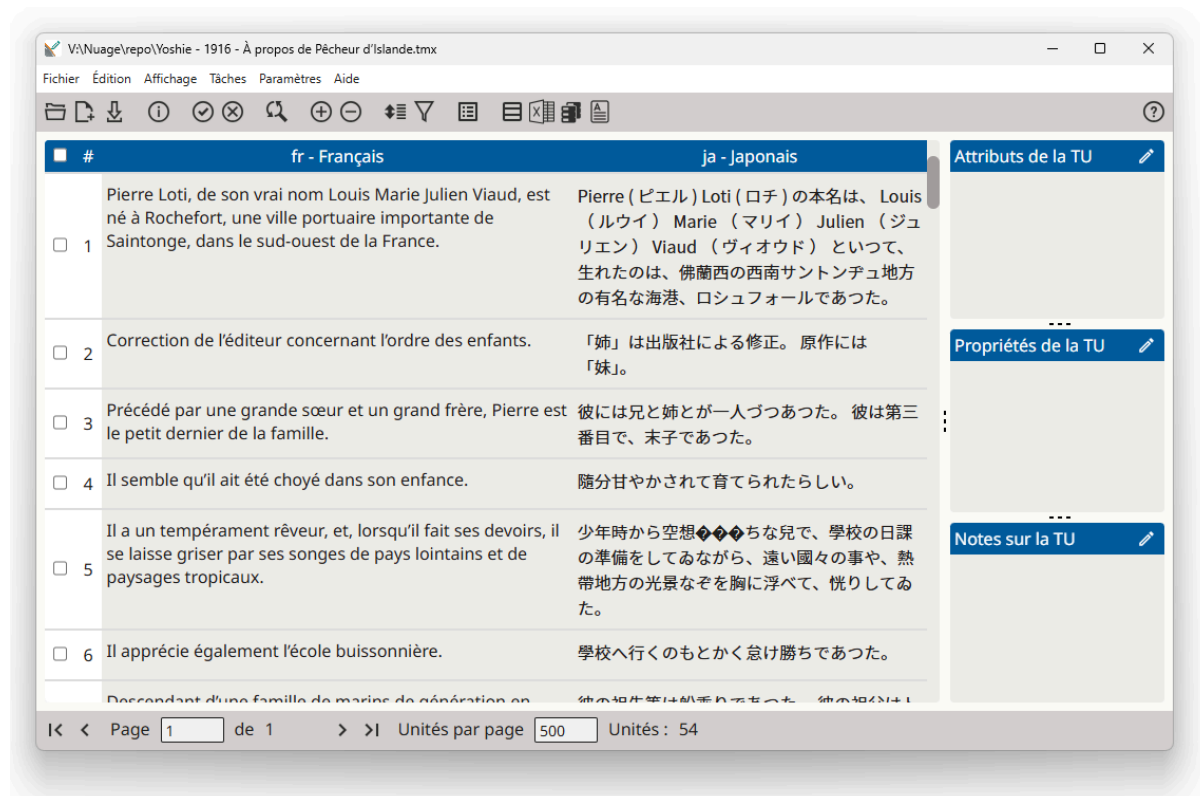 V:\Nuage\repo\Yoshie - 1916 - À propos de Pêcheur d’Islande.tmx
Fichier Édition Affichage Tâches Paramètres Aide
# fr - Français ja - Japonais
1
Pierre Loti, de son vrai nom Louis Marie Julien Viaud, est
né à Rochefort, une ville portuaire importante de
Saintonge, dans le sud-ouest de la France.
Pierre ( ピエル ) Loti ( ロチ ) の本名は、 Louis
（ ルウイ ） Marie （ マリイ ） Julien （ ジュ
リエン ） Viaud （ ヴィオウド ） といつて、
生れたのは、佛蘭西の西南サントンヂュ地方
の有名な海港、ロシュフォールであつた。
2
Correction de l’éditeur concernant l’ordre des enfants.
「姉」は出版社による修正。 原作には
「妹」。
3
Précédé par une grande sœur et un grand frère, Pierre est
le petit dernier de la famille.
彼には兄と姉とが一人づつあつた。 彼は第三
番目で、末子であつた。
4
Il semble qu’il ait été choyé dans son enfance.
隨分甘やかされて育てられたらしい。
5
Il a un tempérament rêveur, et, lorsqu’il fait ses devoirs, il
se laisse griser par ses songes de pays lointains et de
paysages tropicaux.
少年時から空想���ちな兒で、學校の日課
の準備をしてゐながら、遠い國々の事や、熱
帶地方の光景なぞを胸に浮べて、恍りしてゐ
た。
6
Il apprécie également l’école buissonnière.
學校へ行くのもとかく怠け勝ちであつた。
Descendant d’une famille de marins de génération en
Attributs de la TU
Propriétés de la TU
Notes sur la TU
Page 1 de 1 Unités par page 500 Unités : 54